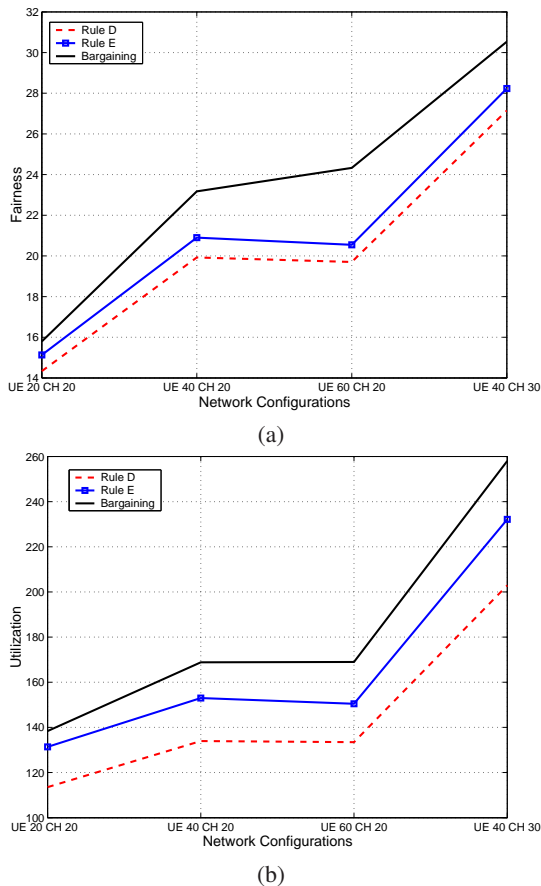 32
30
28
26
24
22
20
18
16
14
Fairness
Rule D
Rule E
Bargaining
UE 20 CH 20
UE 40 CH 20
UE 60 CH 20
UE 40 CH 30
Network Configurations
(a)
260
240
220
200
180
160
140
120
100
Utilization
Rule D
Rule E
Bargaining
UE 20 CH 20
UE 40 CH 20
UE 60 CH 20
UE 40 CH 30
Network Configurations
(b)